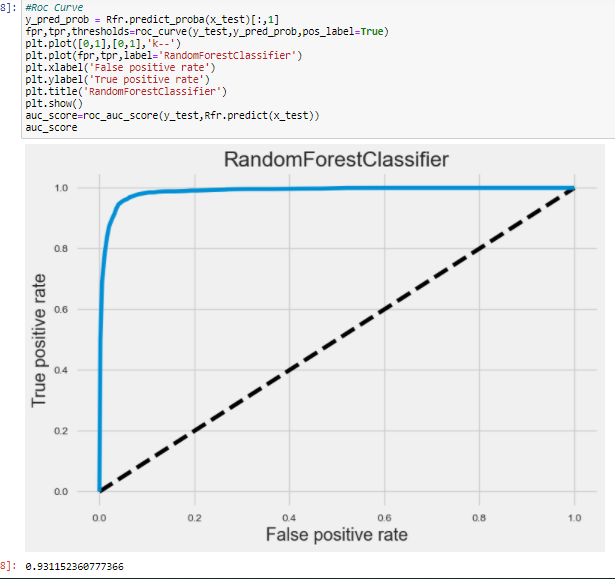 8]: #Roc Curve
y_pred_prob = Rfr.predict_proba(x_test)[:,1]
fpr,tpr,thresholds=roc_curve(y_test,y_pred_prob,pos_label=True)
plt.plot([0,1],[0,1],'k--')
plt.plot(fpr,tpr,label='RandomForestClassifier')
plt.xlabel('False positive rate')
plt.ylabel('True positive rate')
plt.title('RandomForestClassifier')
plt.show()
auc_score=roc_auc_score(y_test,Rfr.predict(x_test))
auc_score
RandomForestClassifier
True positive rate
1.0
0.8
0.6
0.4
0.2
0.0
0.0 0.2 0.4 0.6 0.8 1.0
False positive rate
8]: 0.931152360777366